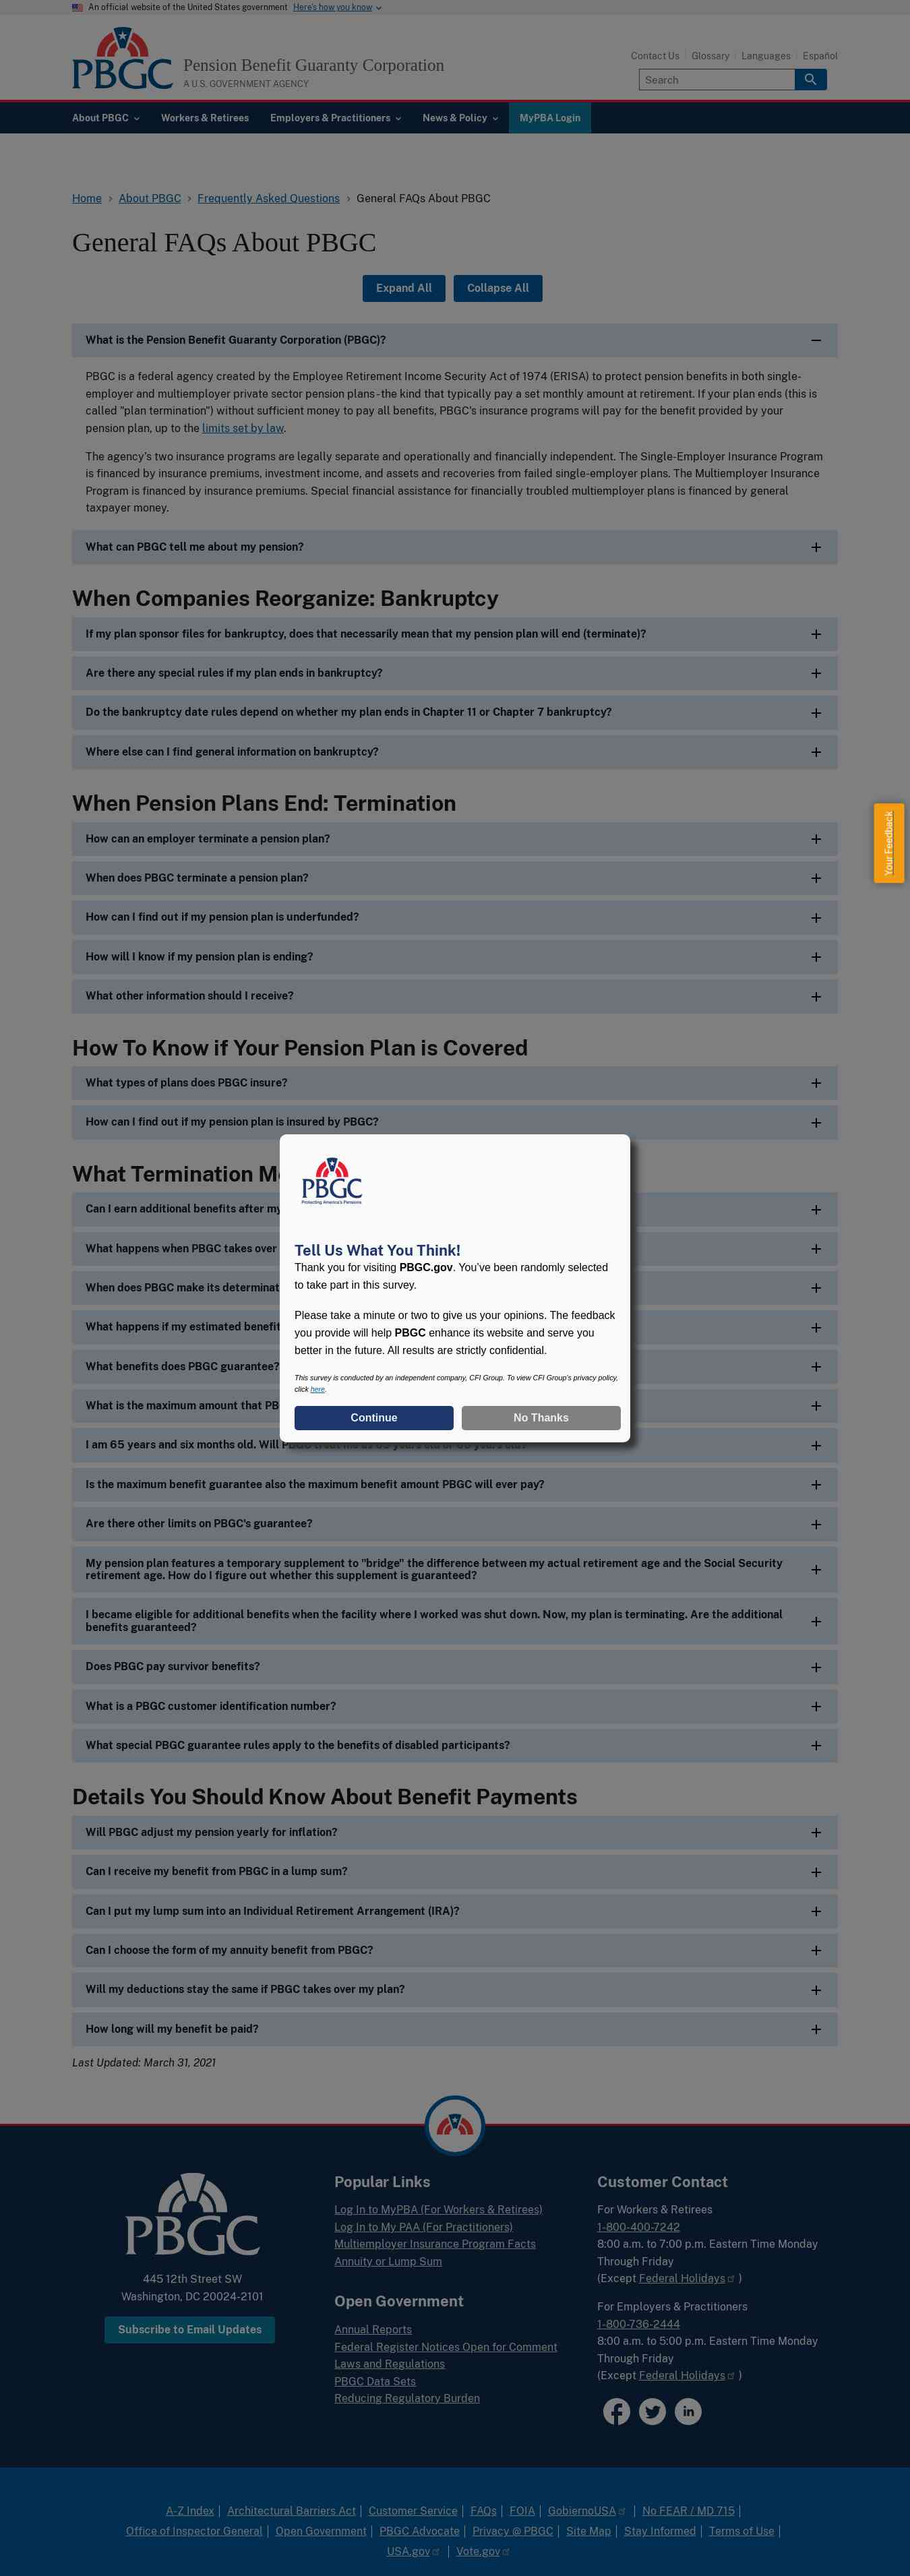 An official website of the United States government Here's how you know
PBGC
Pension Benefit Guaranty Corporation
A U.S. GOVERNMENT AGENCY
Contact Us Glossary Languages Español
Search
About PBGC Workers & Retirees Employers & Practitioners News & Policy MyPBA Login
Home About PBGC Frequently Asked Questions General FAQs About PBGC
General FAQs About PBGC
Expand All Collapse All
What is the Pension Benefit Guaranty Corporation (PBGC)?
PBGC is a federal agency created by the Employee Retirement Income Security Act of 1974 (ERISA) to protect pension benefits in both single-
employer and multiemployer private sector pension plans - the kind that typically pay a set monthly amount at retirement. If your plan ends (this is
called "plan termination") without sufficient money to pay all benefits, PBGC's insurance programs will pay for the benefit provided by your
pension plan, up to the limits set by law.
The agency's two insurance programs are legally separate and operationally and financially independent. The Single-Employer Insurance Program
is financed by insurance premiums, investment income, and assets and recoveries from failed single-employer plans. The Multiemployer Insurance
Program is financed by insurance premiums. Special financial assistance for financially troubled multiemployer plans is financed by general
taxpayer money.
What can PBGC tell me about my pension?
When Companies Reorganize: Bankruptcy
If my plan sponsor files for bankruptcy, does that necessarily mean that my pension plan will end (terminate)?
Are there any special rules if my plan ends in bankruptcy?
Do the bankruptcy date rules depend on whether my plan ends in Chapter 11 or Chapter 7 bankruptcy?
Where else can I find general information on bankruptcy?
When Pension Plans End: Termination
How can an employer terminate a pension plan?
When does PBGC terminate a pension plan?
How can I find out if my pension plan is underfunded?
How will I know if my pension plan is ending?
What other information should I receive?
Your Feedback
How To Know if Your Pension Plan is Covered
What types of plans does PBGC insure?
How can I find out if my pension plan is insured by PBGC?
What Termination Me
Can I earn additional benefits after my
What happens when PBGC takes over
When does PBGC make its determinat
What happens if my estimated benefit
What benefits does PBGC guarantee?
What is the maximum amount that PB
I am 65 years and six months old. Will
PBGC
Protecting America's Pensions
Tell Us What You Think!
Thank you for visiting PBGC.gov. You've been randomly selected
to take part in this survey.
Please take a minute or two to give us your opinions. The feedback
you provide will help PBGC enhance its website and serve you
better in the future. All results are strictly confidential.
This survey is conducted by an independent company, CFI Group. To view CFI Group's privacy policy,
click here.
Continue No Thanks
Is the maximum benefit guarantee also the maximum benefit amount PBGC will ever pay?
Are there other limits on PBGC's guarantee?
My pension plan features a temporary supplement to "bridge" the difference between my actual retirement age and the Social Security
retirement age. How do I figure out whether this supplement is guaranteed?
I became eligible for additional benefits when the facility where I worked was shut down. Now, my plan is terminating. Are the additional
benefits guaranteed?
Does PBGC pay survivor benefits?
What is a PBGC customer identification number?
What special PBGC guarantee rules apply to the benefits of disabled participants?
Details You Should Know About Benefit Payments
Will PBGC adjust my pension yearly for inflation?
Can I receive my benefit from PBGC in a lump sum?
Can I put my lump sum into an Individual Retirement Arrangement (IRA)?
Can I choose the form of my annuity benefit from PBGC?
Will my deductions stay the same if PBGC takes over my plan?
How long will my benefit be paid?
Last Updated: March 31, 2021
PBGC
445 12th Street SW
Washington, DC 20024-2101
Subscribe to Email Updates
Popular Links
Log In to MyPBA (For Workers & Retirees)
Log In to My PAA (For Practitioners)
Multiemployer Insurance Program Facts
Annuity or Lump Sum
Open Government
Annual Reports
Federal Register Notices Open for Comment
Laws and Regulations
PBGC Data Sets
Reducing Regulatory Burden
Customer Contact
For Workers & Retirees
1-800-400-7242
8:00 a.m. to 7:00 p.m. Eastern Time Monday
Through Friday
(Except Federal Holidays )
For Employers & Practitioners
1-800-736-2444
8:00 a.m. to 5:00 p.m. Eastern Time Monday
Through Friday
(Except Federal Holidays )
A-Z Index Architectural Barriers Act Customer Service FAQs FOIA GobiernoUSA No FEAR / MD 715
Office of Inspector General Open Government PBGC Advocate Privacy @ PBGC Site Map Stay Informed Terms of Use
USA.gov Vote.gov